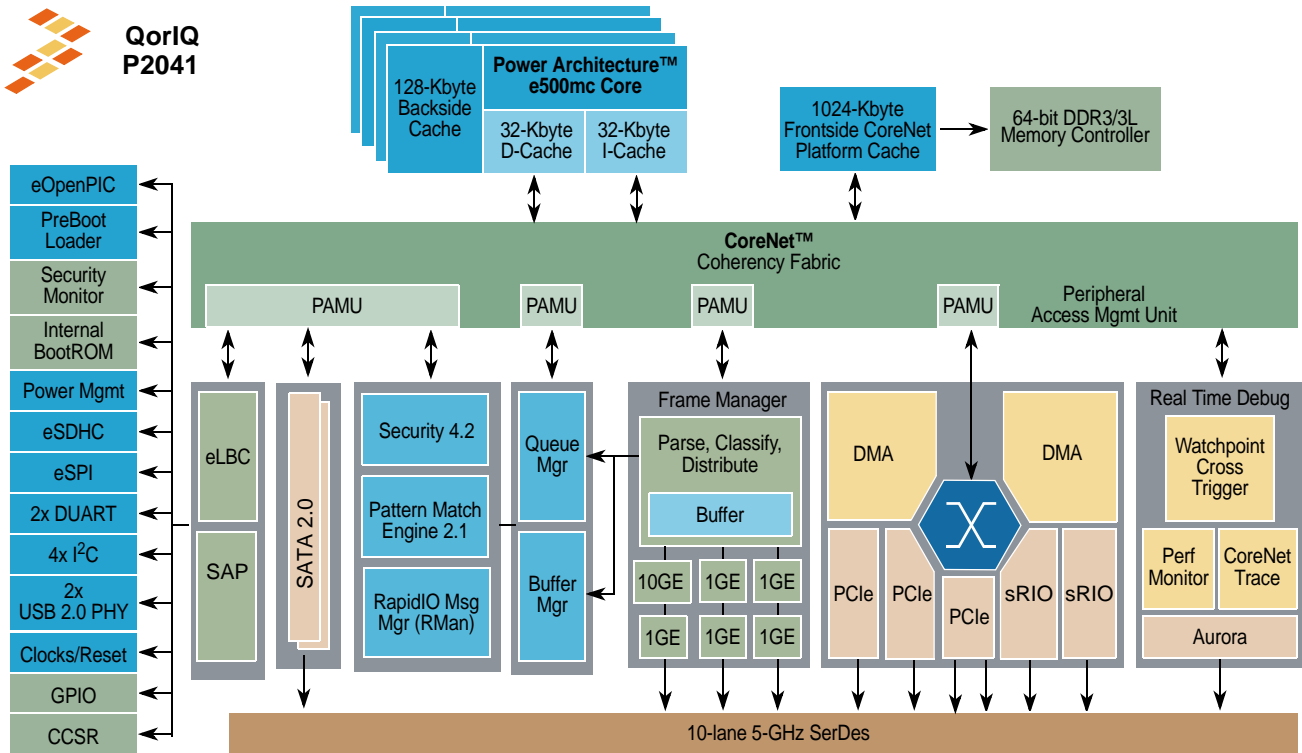 QorIQ
P2041
128-Kbyte
Backside
Cache
Power Architecture™
e500mc Core
32-Kbyte
D-Cache
32-Kbyte
I-Cache
1024-Kbyte
Frontside CoreNet
Platform Cache
64-bit DDR3/3L
Memory Controller
eOpenPIC
PreBoot
Loader
Security
Monitor
Internal
BootROM
Power Mgmt
eSDHC
eSPI
2x DUART
4x I²C
2x
USB 2.0 PHY
Clocks/Reset
GPIO
CCSR
CoreNet™
Coherency Fabric
PAMU
PAMU
PAMU
PAMU
Peripheral
Access Mgmt Unit
eLBC
SAP
SATA 2.0
Security 4.2
Pattern Match
Engine 2.1
RapidIO Msg
Mgr (RMan)
Queue
Mgr
Buffer
Mgr
Frame Manager
Parse, Classify,
Distribute
Buffer
10GE
1GE
1GE
1GE
1GE
1GE
DMA
DMA
PCIe
PCIe
PCIe
sRIO
sRIO
Real Time Debug
Watchpoint
Cross
Trigger
Perf
Monitor
CoreNet
Trace
Aurora
10-lane 5-GHz SerDes